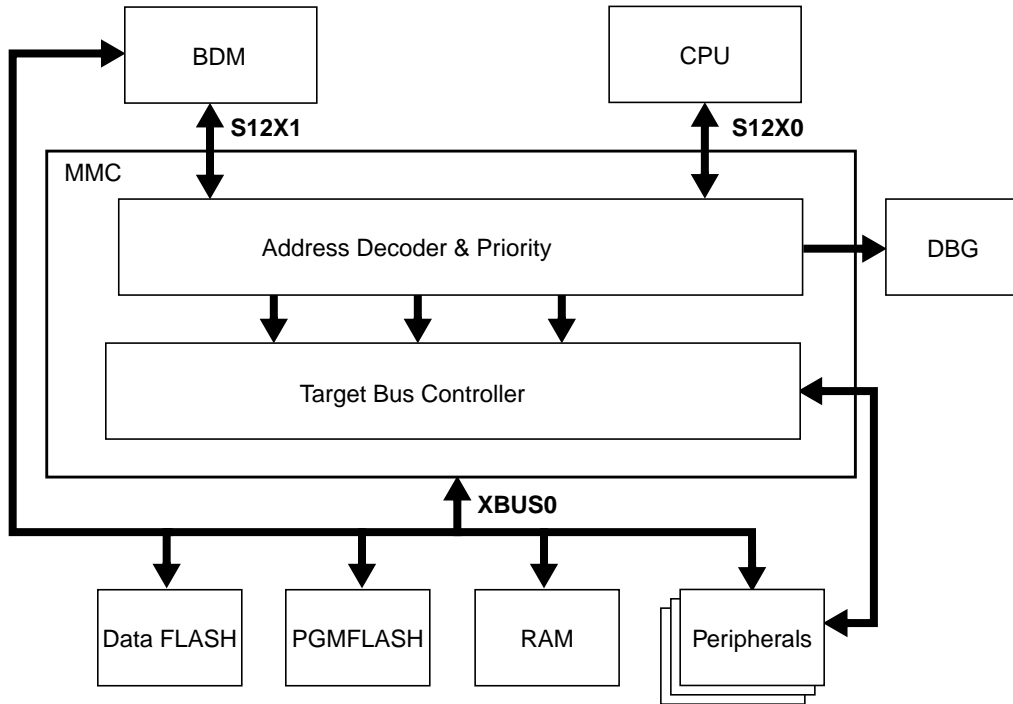 BDM
CPU
S12X1
S12X0
MMC
Address Decoder & Priority
DBG
Target Bus Controller
XBUS0
Data FLASH
PGMFLASH
RAM
Peripherals